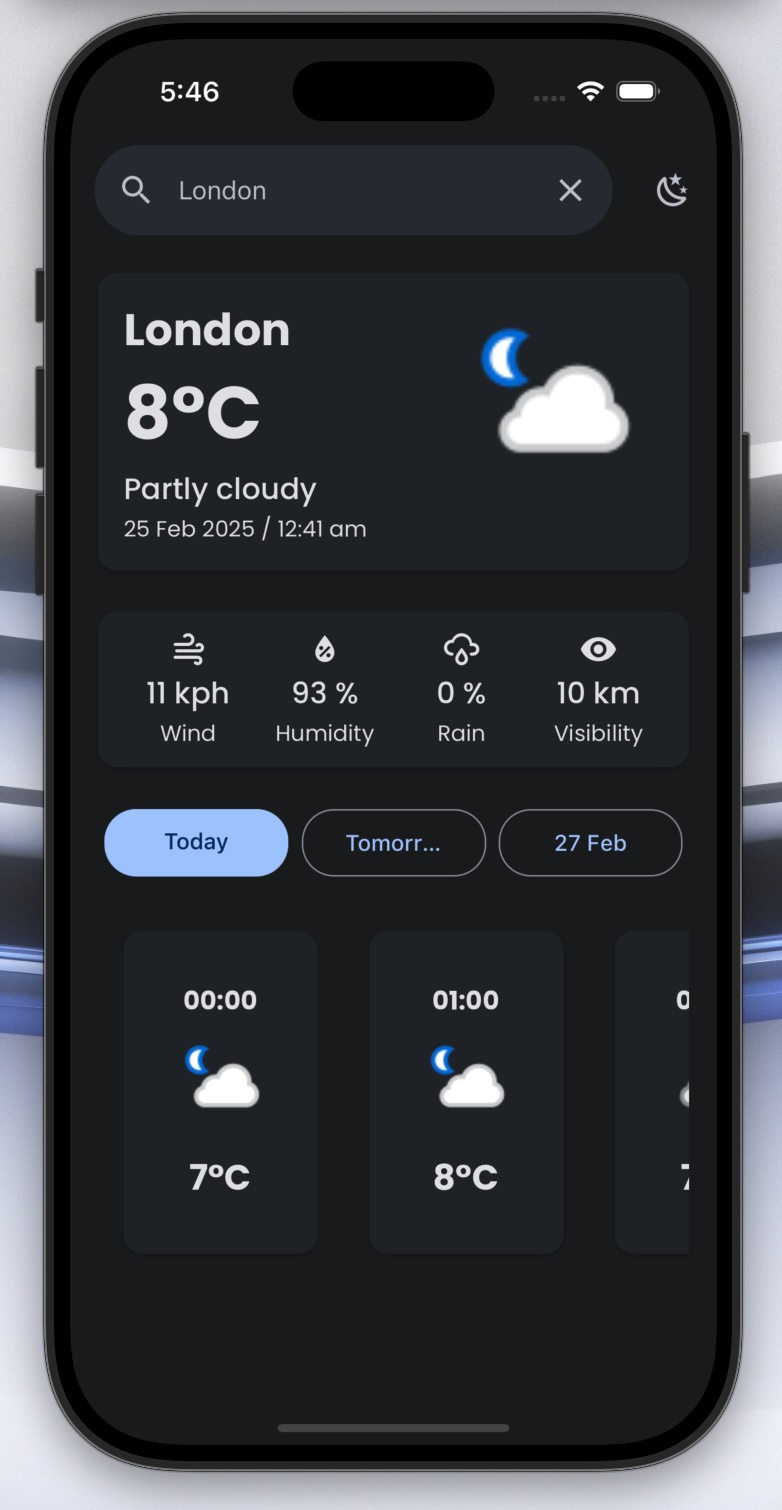 5:46
London
London
8°C
Partly cloudy
25 Feb 2025 / 12:41 am
11 kph 93 % 0 % 10 km
Wind Humidity Rain Visibility
Today Tomorr... 27 Feb
00:00 01:00
7°C 8°C